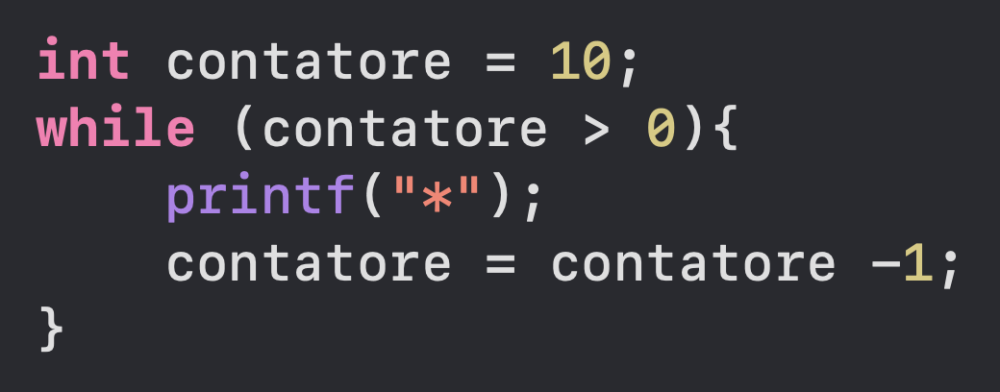 int contatore = 10;
while (contatore > 0){
    printf("*");
    contatore = contatore -1;
}